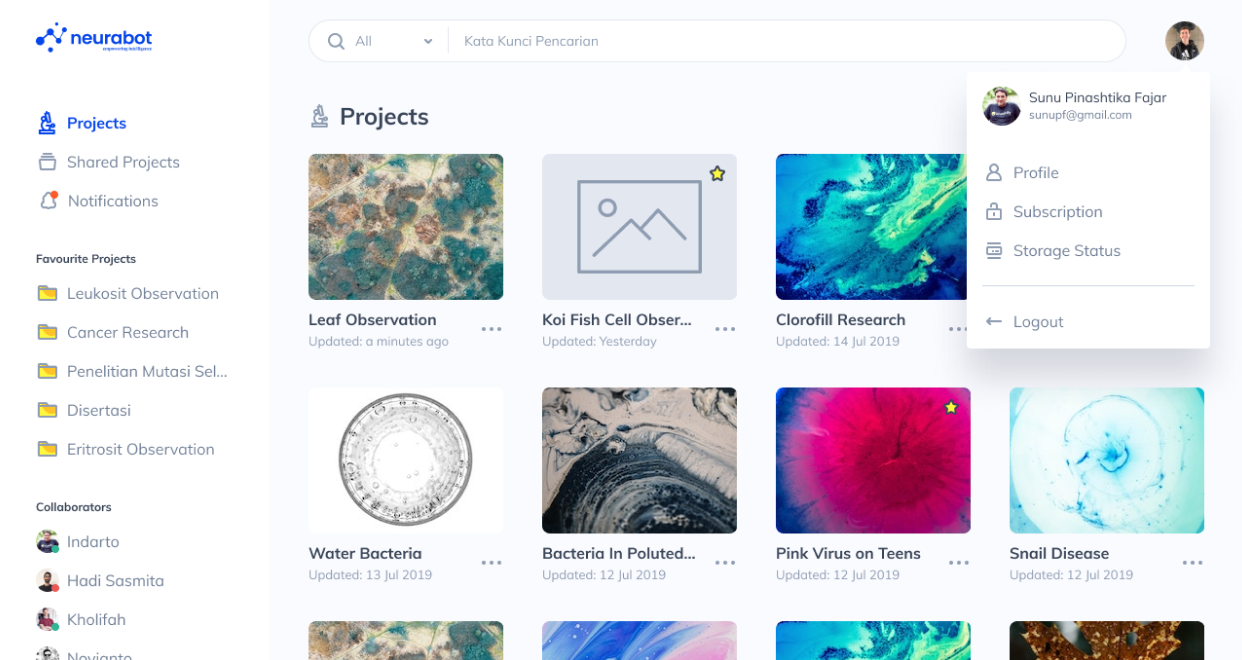 neurabot
empowering intelligence
Projects
Shared Projects
Notifications
Favourite Projects
Leukosit Observation
Cancer Research
Penelitian Mutasi Sel...
Disertasi
Eritrosit Observation
Collaborators
Indarto
Hadi Sasmita
Kholifah
Novianto
All
Kata Kunci Pencarian
Sunu Pinashtika Fajar
sunupf@gmail.com
Profile
Subscription
Storage Status
Logout
Projects
Leaf Observation
Updated: a minutes ago
Koi Fish Cell Obser...
Updated: Yesterday
Clorofill Research
Updated: 14 Jul 2019
Water Bacteria
Updated: 13 Jul 2019
Bacteria In Poluted...
Updated: 12 Jul 2019
Pink Virus on Teens
Updated: 12 Jul 2019
Snail Disease
Updated: 12 Jul 2019